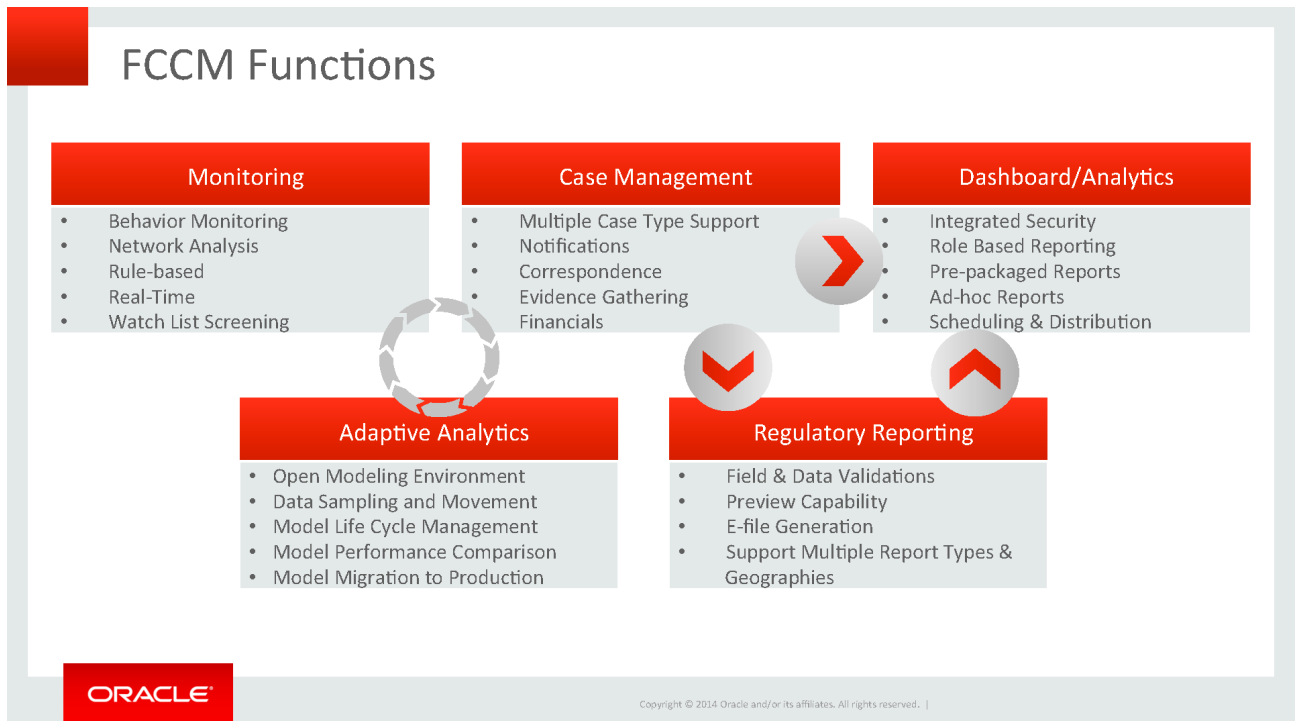 FCCM Functions
Monitoring
• Behavior Monitoring
• Network Analysis
• Rule-based
• Real-Time
• Watch List Screening
Case Management
• Multiple Case Type Support
• Notifications
• Correspondence
• Evidence Gathering
• Financials
Dashboard/Analytics
• Integrated Security
• Role Based Reporting
• Pre-packaged Reports
• Ad-hoc Reports
• Scheduling & Distribution
Adaptive Analytics
• Open Modeling Environment
• Data Sampling and Movement
• Model Life Cycle Management
• Model Performance Comparison
• Model Migration to Production
Regulatory Reporting
• Field & Data Validations
• Preview Capability
• E-file Generation
• Support Multiple Report Types &
Geographies
ORACLE®
Copyright © 2014 Oracle and/or its affiliates. All rights reserved. |